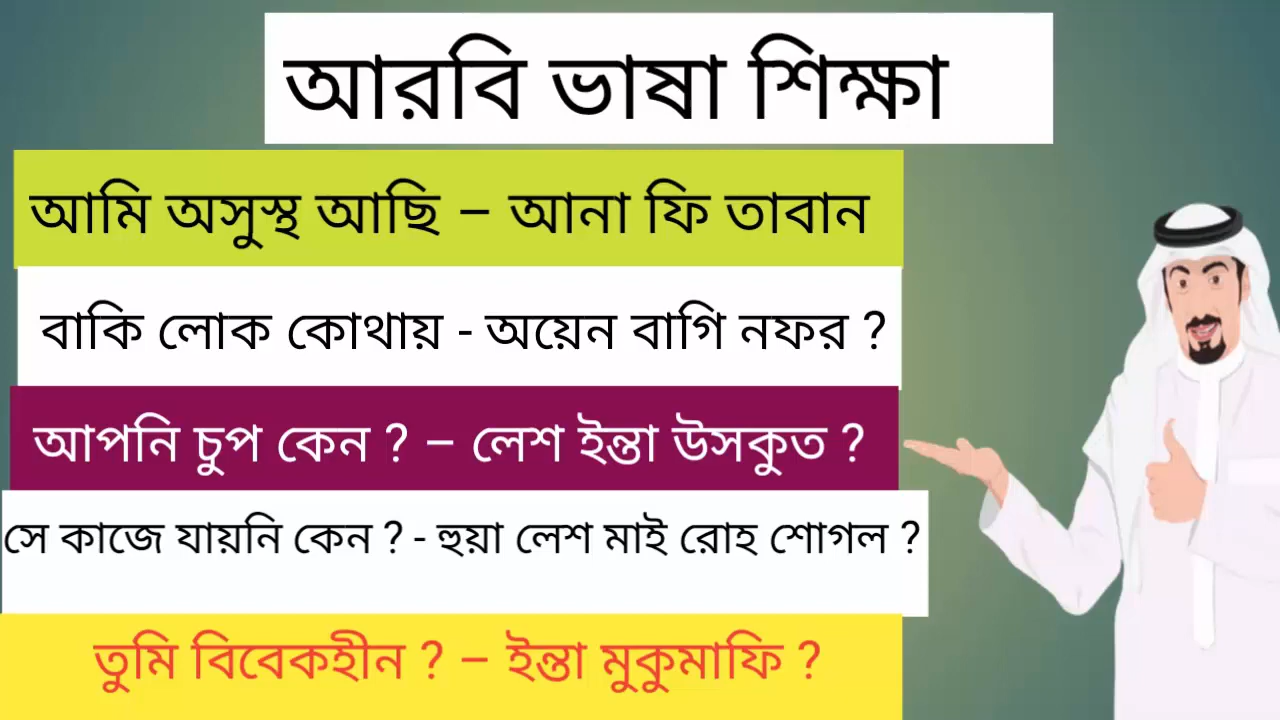 আরবি ভাষা শিক্ষা
আমি অসুস্থ আছি – আনা ফি তাবান
বাকি লোক কোথায় - অয়েন বাগি নফর ?
আপনি চুপ কেন ? – লেশ ইন্তা উসকুত ?
সে কাজে যায়নি কেন ? - হুয়া লেশ মাই রোহ শোগল ?
তুমি বিবেকহীন ? – ইন্তা মুকুমাফি ?